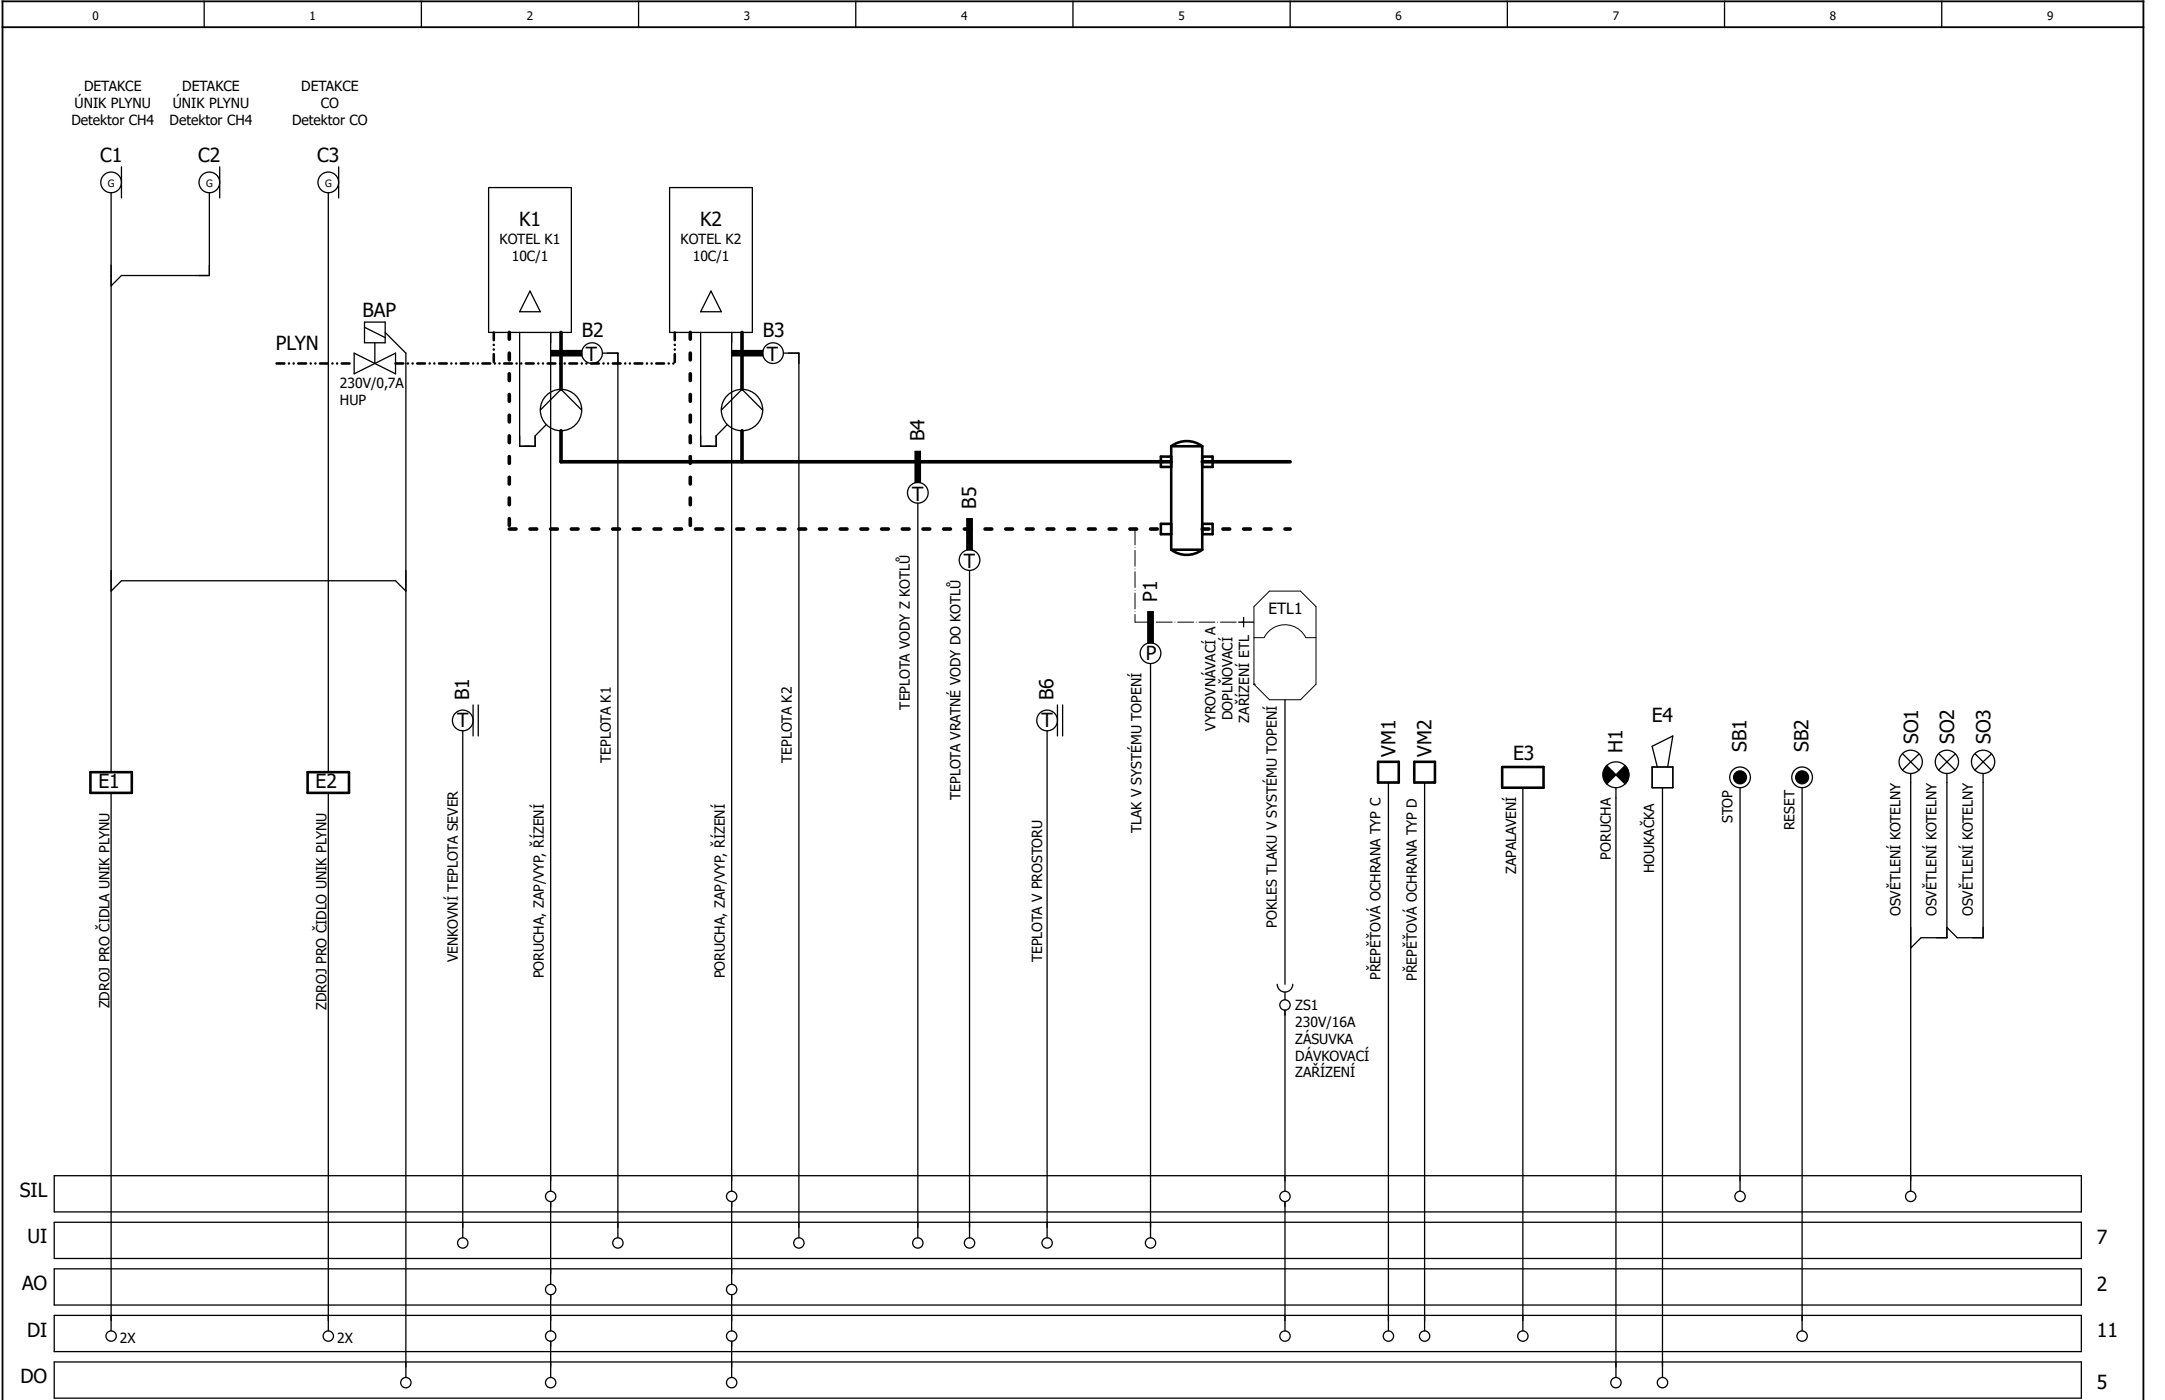 0 1 2 3 4 5 6 7 8 9
DETAKCE
ÚNIK PLYNU
Detektor CH4
DETAKCE
ÚNIK PLYNU
Detektor CH4
DETAKCE
CO
Detektor CO
C1
C2
C3
G
G
G
K1
KOTEL K1
10C/1
K2
KOTEL K2
10C/1
BAP
PLYN
230V/0,7A
HUP
B2
T
B3
T
B4
T
B5
T
P1
P
ETL1
VYROVNÁVACÍ A
DOPLŇOVACÍ
ZAŘÍZENÍ ETL
B1
T
B6
T
TEPLOTA K1
TEPLOTA K2
TEPLOTA VODY Z KOTLŮ
TEPLOTA VRATNÉ VODY DO KOTLŮ
TLAK V SYSTÉMU TOPENÍ
POKLES TLAKU V SYSTÉMU TOPENÍ
E1
E2
VM1
VM2
E3
H1
E4
SB1
SB2
SO1
SO2
SO3
ZDROJ PRO ČIDLA UNIK PLYNU
ZDROJ PRO ČIDLO UNIK PLYNU
VENKOVNÍ TEPLOTA SEVER
PORUCHA, ZAP/VYP, ŘÍZENÍ
PORUCHA, ZAP/VYP, ŘÍZENÍ
TEPLOTA V PROSTORU
PŘEPĚŤOVÁ OCHRANA TYP C
PŘEPĚŤOVÁ OCHRANA TYP D
ZAPALAVENÍ
PORUCHA
HOUKAČKA
STOP
RESET
OSVĚTLENÍ KOTELNY
OSVĚTLENÍ KOTELNY
OSVĚTLENÍ KOTELNY
ZS1
230V/16A
ZÁSUVKA
DÁVKOVACÍ
ZAŘÍZENÍ
SIL
UI 7
AO 2
DI 2X 2X 11
DO 5